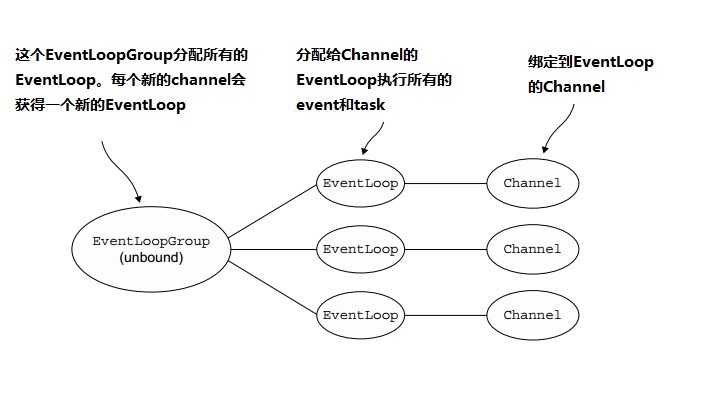 这个EventLoopGroup分配所有的
EventLoop。每个新的channel会
获得一个新的EventLoop
分配给Channel的
EventLoop执行所有的
event和task
绑定到EventLoop
的Channel
EventLoopGroup
(unbound)
EventLoop
Channel
EventLoop
Channel
EventLoop
Channel